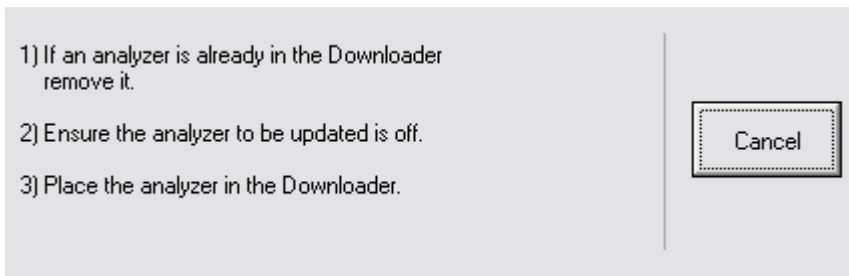 1) If an analyzer is already in the Downloader
remove it.
2) Ensure the analyzer to be updated is off.
3) Place the analyzer in the Downloader.
Cancel